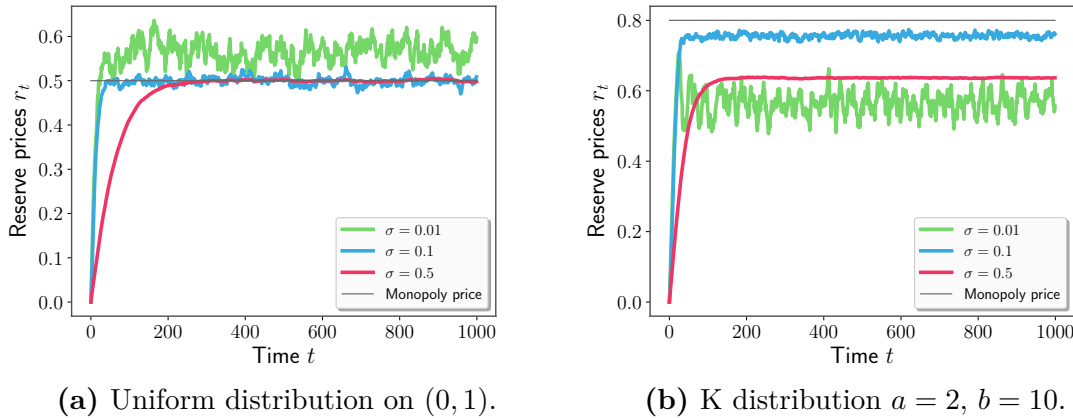 0.6
0.5
0.4
0.3
0.2
0.1
0.0
Reserve prices r_t
σ = 0.01
σ = 0.1
σ = 0.5
Monopoly price
0 200 400 600 800 1000
Time t
(a) Uniform distribution on (0, 1).
0.8
0.6
0.4
0.2
0.0
Reserve prices r_t
σ = 0.01
σ = 0.1
σ = 0.5
Monopoly price
0 200 400 600 800 1000
Time t
(b) K distribution a = 2, b = 10.